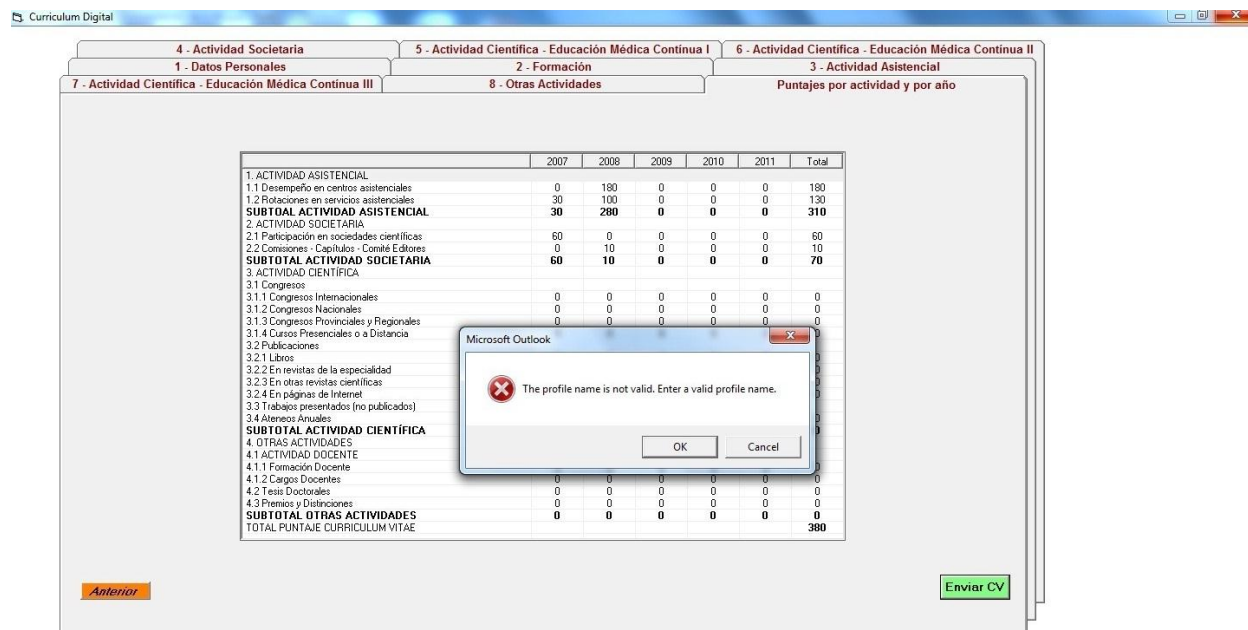 Curriculum Digital
4 - Actividad Societaria 5 - Actividad Científica - Educación Médica Contínua I 6 - Actividad Científica - Educación Médica Contínua II
1 - Datos Personales 2 - Formación 3 - Actividad Asistencial
7 - Actividad Científica - Educación Médica Contínua III 8 - Otras Actividades Puntajes por actividad y por año
2007 2008 2009 2010 2011 Total
1. ACTIVIDAD ASISTENCIAL
1.1 Desempeño en centros asistenciales 0 180 0 0 0 180
1.2 Rotaciones en servicios asistenciales 30 100 0 0 0 130
SUBTOAL ACTIVIDAD ASISTENCIAL 30 280 0 0 0 310
2. ACTIVIDAD SOCIETARIA
2.1 Participación en sociedades científicas 60 0 0 0 0 60
2.2 Comisiones - Capítulos - Comité Editores 0 10 0 0 0 10
SUBTOTAL ACTIVIDAD SOCIETARIA 60 10 0 0 0 70
3. ACTIVIDAD CIENTÍFICA
3.1 Congresos
3.1.1 Congresos Internacionales 0 0 0 0 0 0
3.1.2 Congresos Nacionales 0 0 0 0 0 0
3.1.3 Congresos Provinciales y Regionales 0 0 0 0 0 0
3.1.4 Cursos Presenciales o a Distancia
3.2 Publicaciones
3.2.1 Libros
3.2.2 En revistas de la especialidad
3.2.3 En otras revistas científicas
3.2.4 En páginas de Internet
3.3 Trabajos presentados (no publicados)
3.4 Ateneos Anuales
SUBTOTAL ACTIVIDAD CIENTÍFICA
4. OTRAS ACTIVIDADES
4.1 ACTIVIDAD DOCENTE
4.1.1 Formación Docente
4.1.2 Cargos Docentes 0 0 0 0 0 0
4.2 Tesis Doctorales 0 0 0 0 0 0
4.3 Premios y Distinciones 0 0 0 0 0 0
SUBTOTAL OTRAS ACTIVIDADES 0 0 0 0 0 0
TOTAL PUNTAJE CURRICULUM VITAE 380
Microsoft Outlook
The profile name is not valid. Enter a valid profile name.
OK Cancel
Anterior Enviar CV